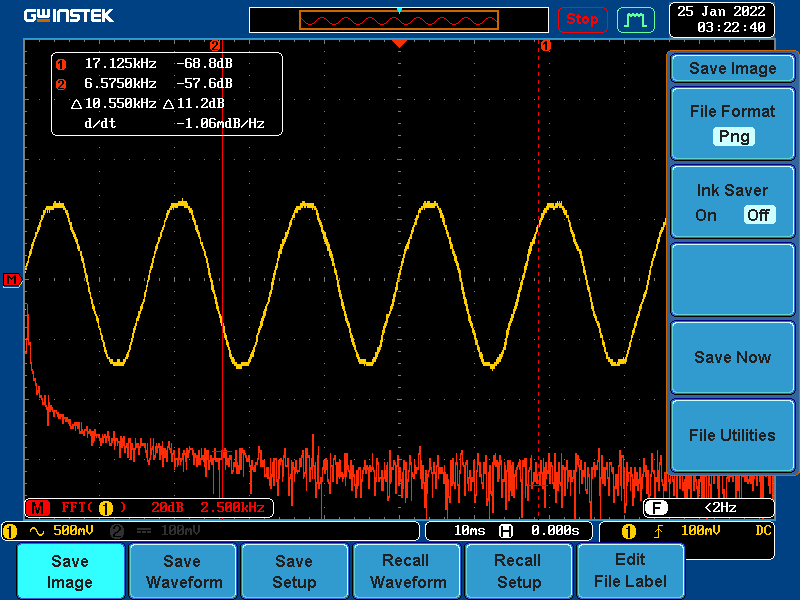 GWINSTEK
Stop
25 Jan 2022
03:22:40
2
1
1 17.125kHz -68.8dB
2 6.5750kHz -57.6dB
△10.550kHz △11.2dB
d/dt -1.06mdB/Hz
M
Save Image
File Format
Png
Ink Saver
On Off
Save Now
File Utilities
M FFT( 1 ) 20dB 2.500kHz
F <2Hz
1 500mV 2 100mV
10ms H 0.000s
1 100mV DC
Save Image
Save Waveform
Save Setup
Recall Waveform
Recall Setup
Edit File Label